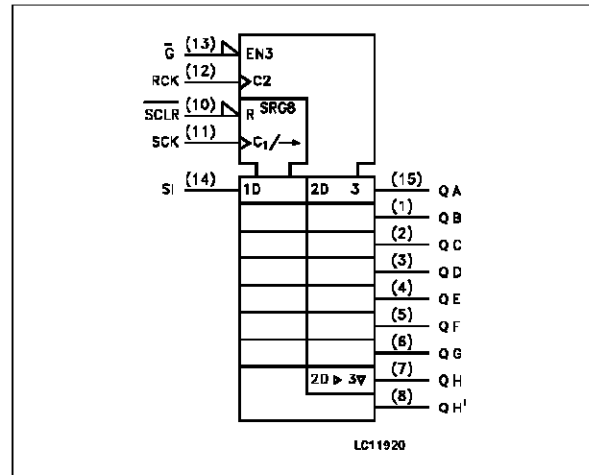 G̅ (13) EN3
RCK (12) C2
S̅C̅L̅R̅ (10) R SRG8
SCK (11) C1/→
SI (14) 1D 2D 3 (15) QA
(1) QB
(2) QC
(3) QD
(4) QE
(5) QF
(6) QG
2D ▷ 3▽ (7) QH
(8) QH'
LC11920